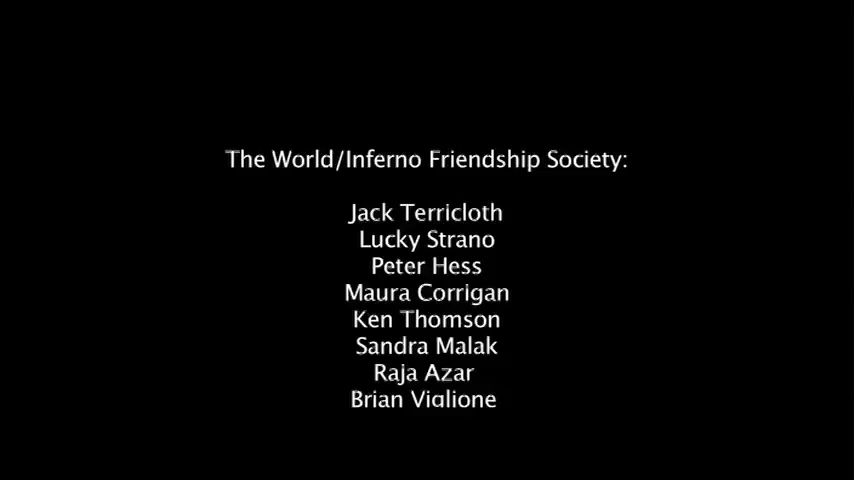 The World/Inferno Friendship Society:
Jack Terricloth
Lucky Strano
Peter Hess
Maura Corrigan
Ken Thomson
Sandra Malak
Raja Azar
Brian Viglione